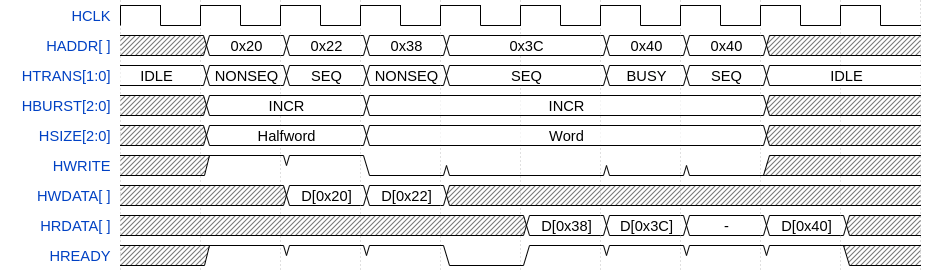 HCLK
HADDR[ ] 0x20 0x22 0x38 0x3C 0x40 0x40
HTRANS[1:0] IDLE NONSEQ SEQ NONSEQ SEQ BUSY SEQ IDLE
HBURST[2:0] INCR INCR
HSIZE[2:0] Halfword Word
HWRITE
HWDATA[ ] D[0x20] D[0x22]
HRDATA[ ] D[0x38] D[0x3C] - D[0x40]
HREADY